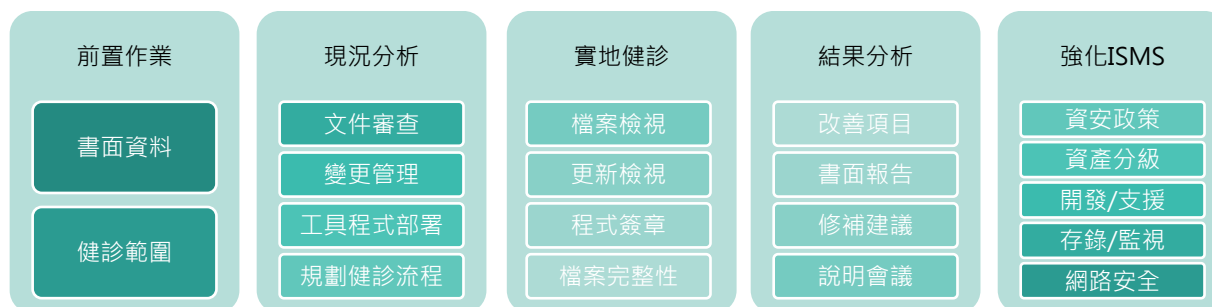 前置作業
書面資料
健診範圍
現況分析
文件審查
變更管理
工具程式部署
規劃健診流程
實地健診
檔案檢視
更新檢視
程式簽章
檔案完整性
結果分析
改善項目
書面報告
修補建議
說明會議
強化ISMS
資安政策
資產分級
開發/支援
存錄/監視
網路安全